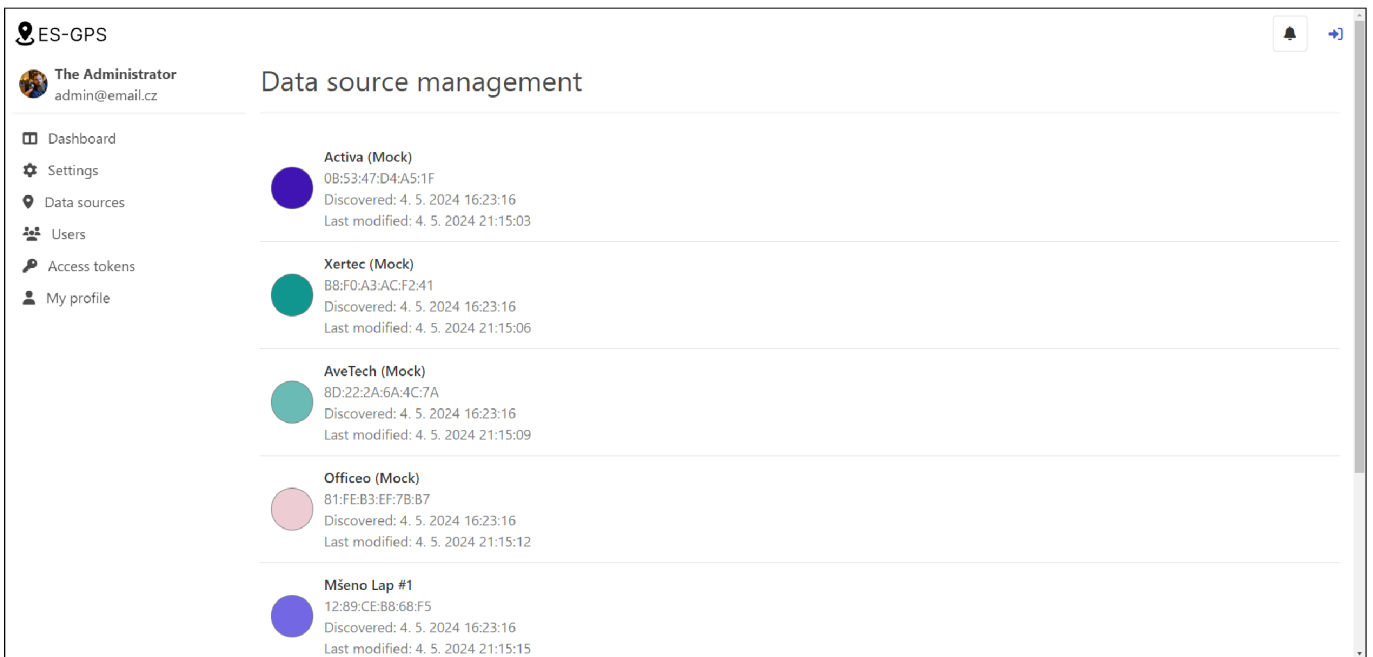 ES-GPS
The Administrator
admin@email.cz
Dashboard
Settings
Data sources
Users
Access tokens
My profile
Data source management
Activa (Mock)
0B:53:47:D4:A5:1F
Discovered: 4. 5. 2024 16:23:16
Last modified: 4. 5. 2024 21:15:03
Xertec (Mock)
B8:F0:A3:AC:F2:41
Discovered: 4. 5. 2024 16:23:16
Last modified: 4. 5. 2024 21:15:06
AveTech (Mock)
8D:22:2A:6A:4C:7A
Discovered: 4. 5. 2024 16:23:16
Last modified: 4. 5. 2024 21:15:09
Officeo (Mock)
81:FE:B3:EF:7B:B7
Discovered: 4. 5. 2024 16:23:16
Last modified: 4. 5. 2024 21:15:12
Mšeno Lap #1
12:89:CE:B8:68:F5
Discovered: 4. 5. 2024 16:23:16
Last modified: 4. 5. 2024 21:15:15